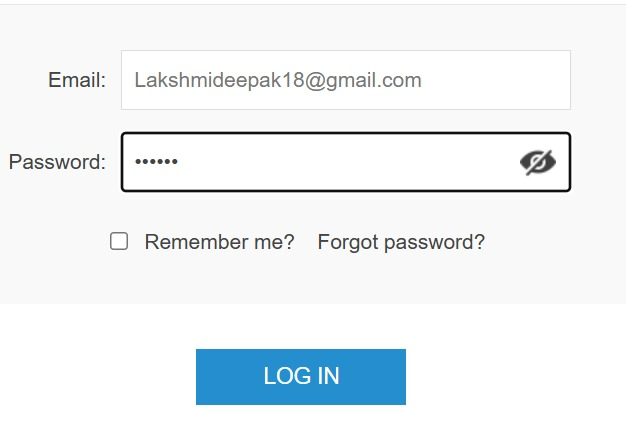 Email: Lakshmideepak18@gmail.com
Password: ••••••
Remember me? Forgot password?
LOG IN